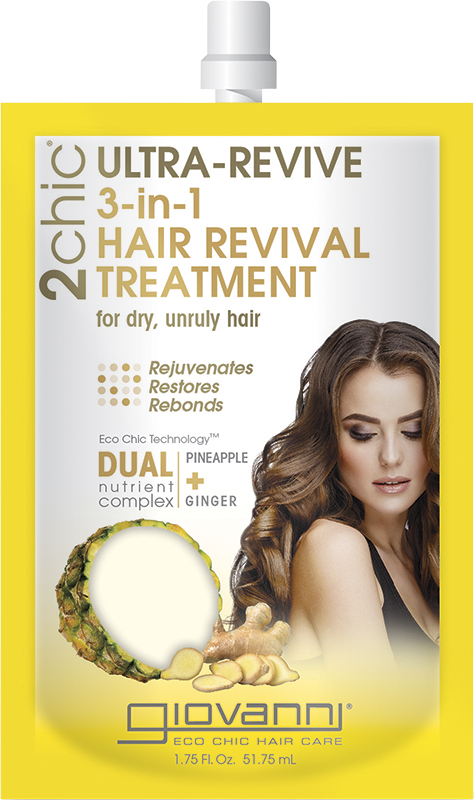 2chic®
ULTRA-REVIVE
3-in-1
HAIR REVIVAL
TREATMENT
for dry, unruly hair
Rejuvenates
Restores
Rebonds
Eco Chic Technology™
DUAL
nutrient
complex
PINEAPPLE
+
GINGER
giovanni®
ECO CHIC HAIR CARE
1.75 Fl. Oz. 51.75 mL